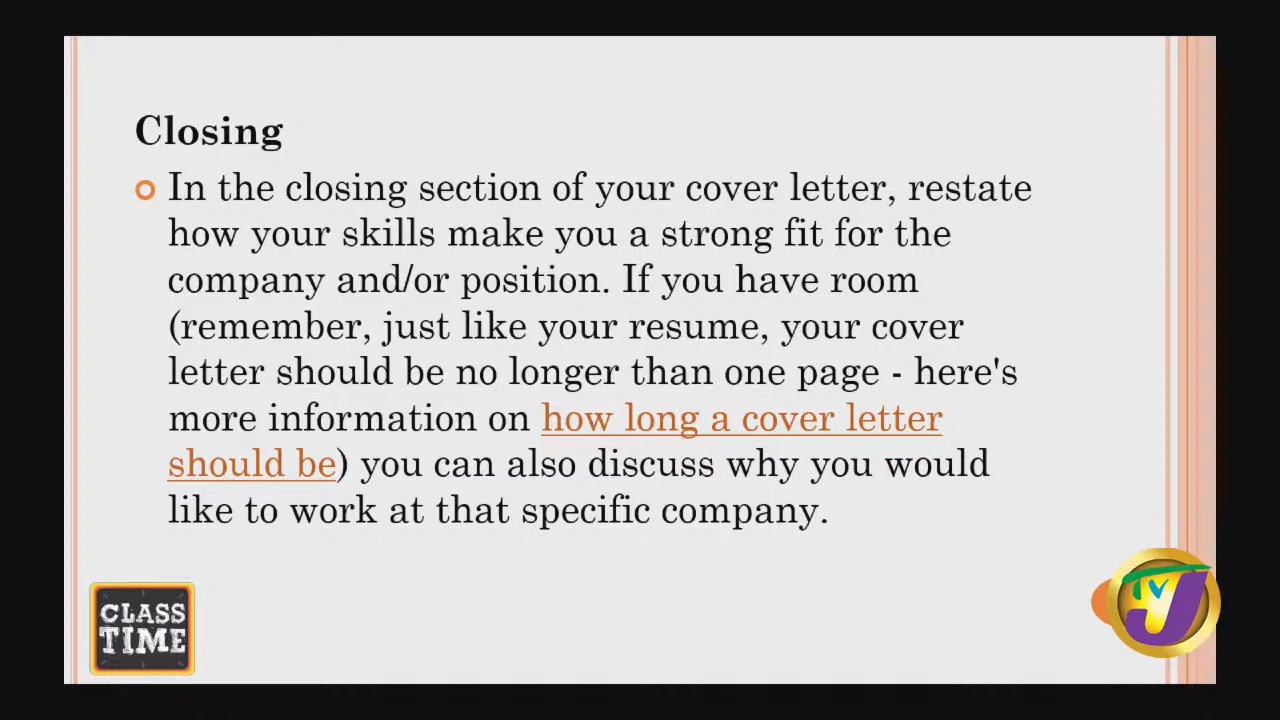 Closing
In the closing section of your cover letter, restate
how your skills make you a strong fit for the
company and/or position. If you have room
(remember, just like your resume, your cover
letter should be no longer than one page - here's
more information on how long a cover letter
should be) you can also discuss why you would
like to work at that specific company.
CLASS
TIME
TVJ